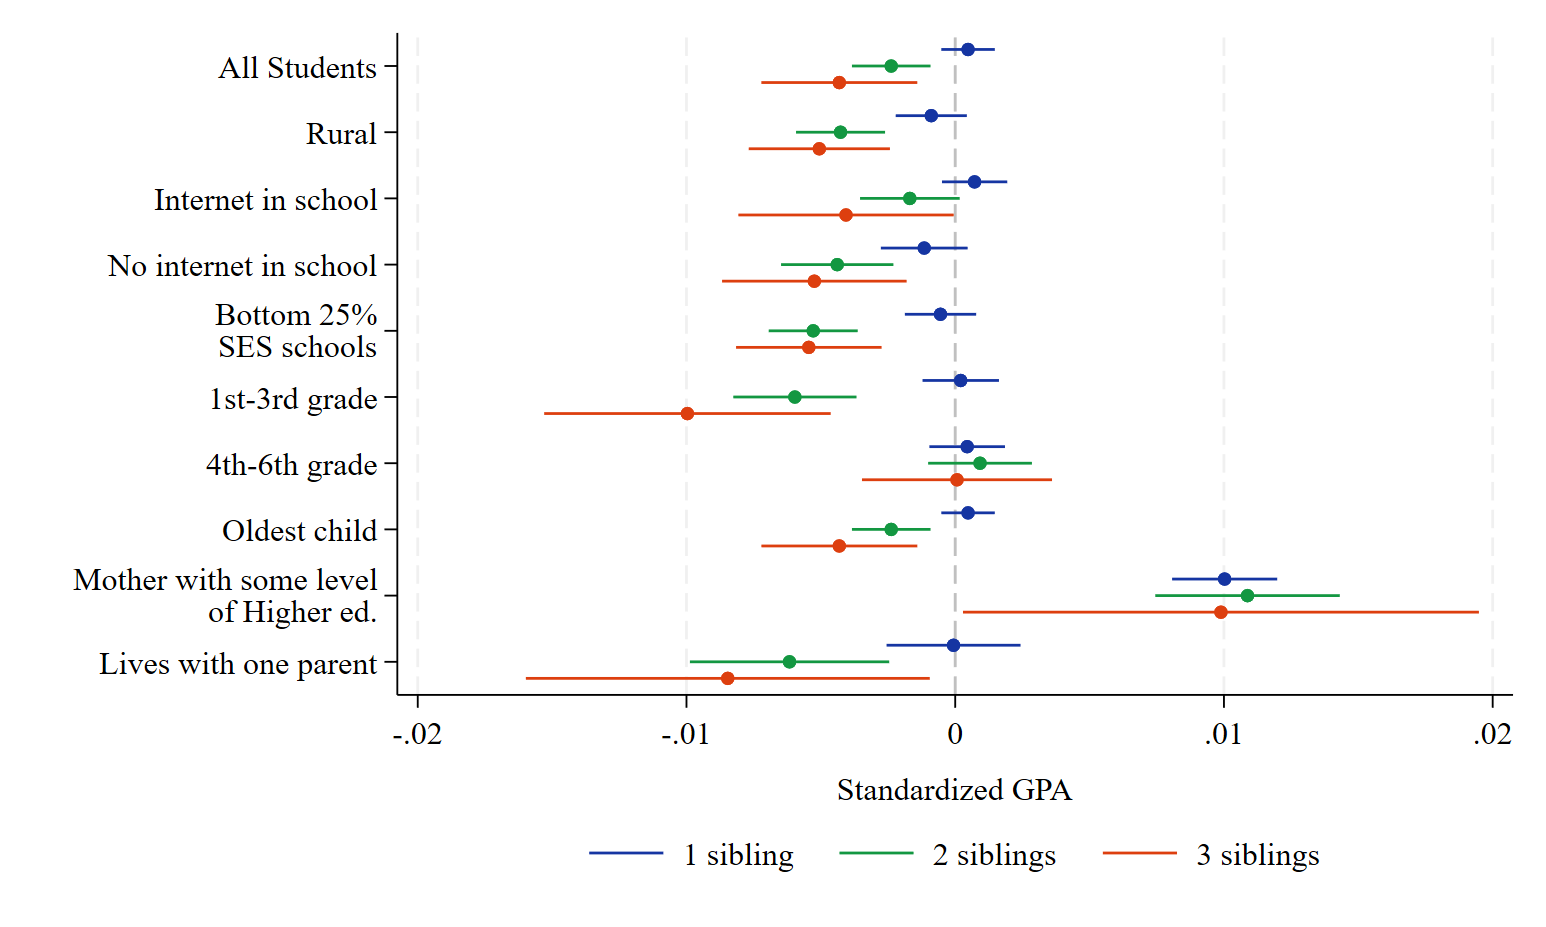 All Students
Rural
Internet in school
No internet in school
Bottom 25%
SES schools
1st-3rd grade
4th-6th grade
Oldest child
Mother with some level
of Higher ed.
Lives with one parent
-.02 -.01 0 .01 .02
Standardized GPA
1 sibling 2 siblings 3 siblings